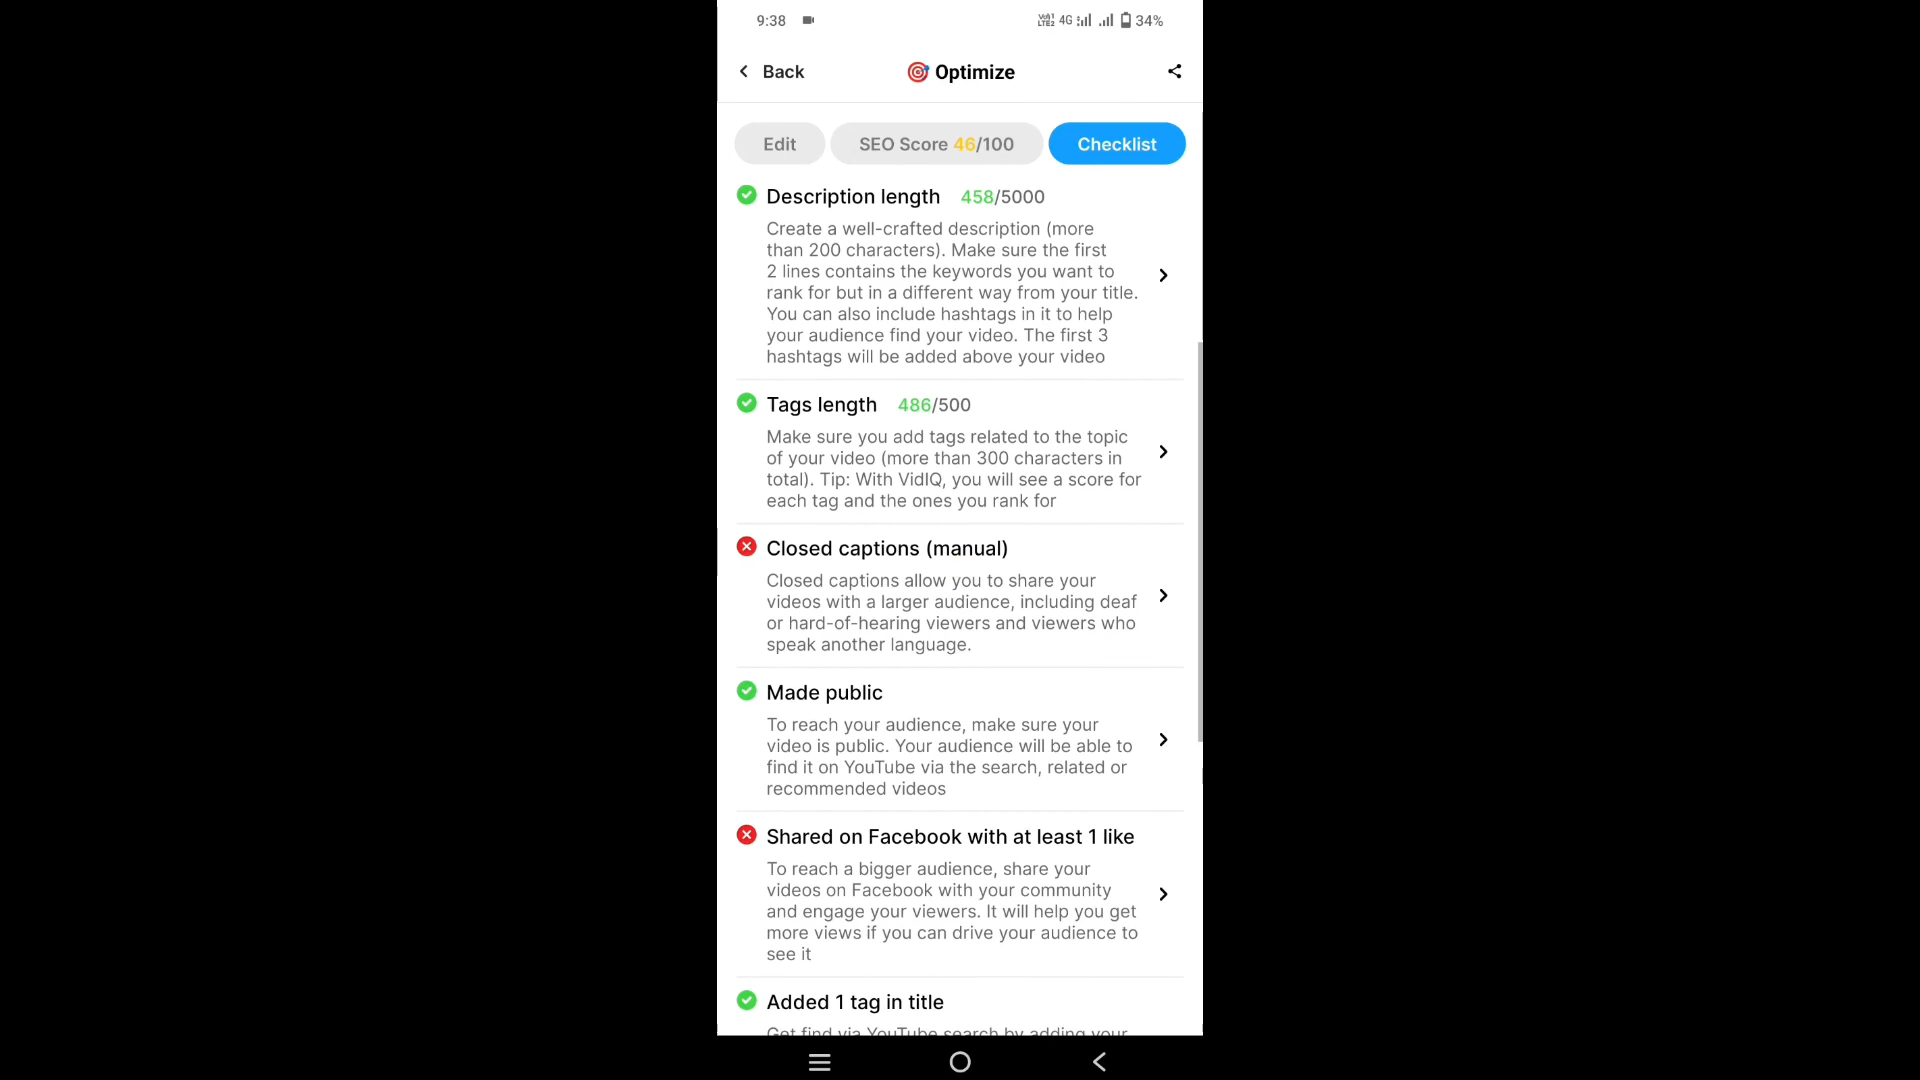 9:38 VoD1 LTE2 4G 34%
Back
Optimize
Edit
SEO Score 46/100
Checklist
Description length 458/5000
Create a well-crafted description (more
than 200 characters). Make sure the first
2 lines contains the keywords you want to
rank for but in a different way from your title.
You can also include hashtags in it to help
your audience find your video. The first 3
hashtags will be added above your video
Tags length 486/500
Make sure you add tags related to the topic
of your video (more than 300 characters in
total). Tip: With VidIQ, you will see a score for
each tag and the ones you rank for
Closed captions (manual)
Closed captions allow you to share your
videos with a larger audience, including deaf
or hard-of-hearing viewers and viewers who
speak another language.
Made public
To reach your audience, make sure your
video is public. Your audience will be able to
find it on YouTube via the search, related or
recommended videos
Shared on Facebook with at least 1 like
To reach a bigger audience, share your
videos on Facebook with your community
and engage your viewers. It will help you get
more views if you can drive your audience to
see it
Added 1 tag in title
Get find via YouTube search by adding your